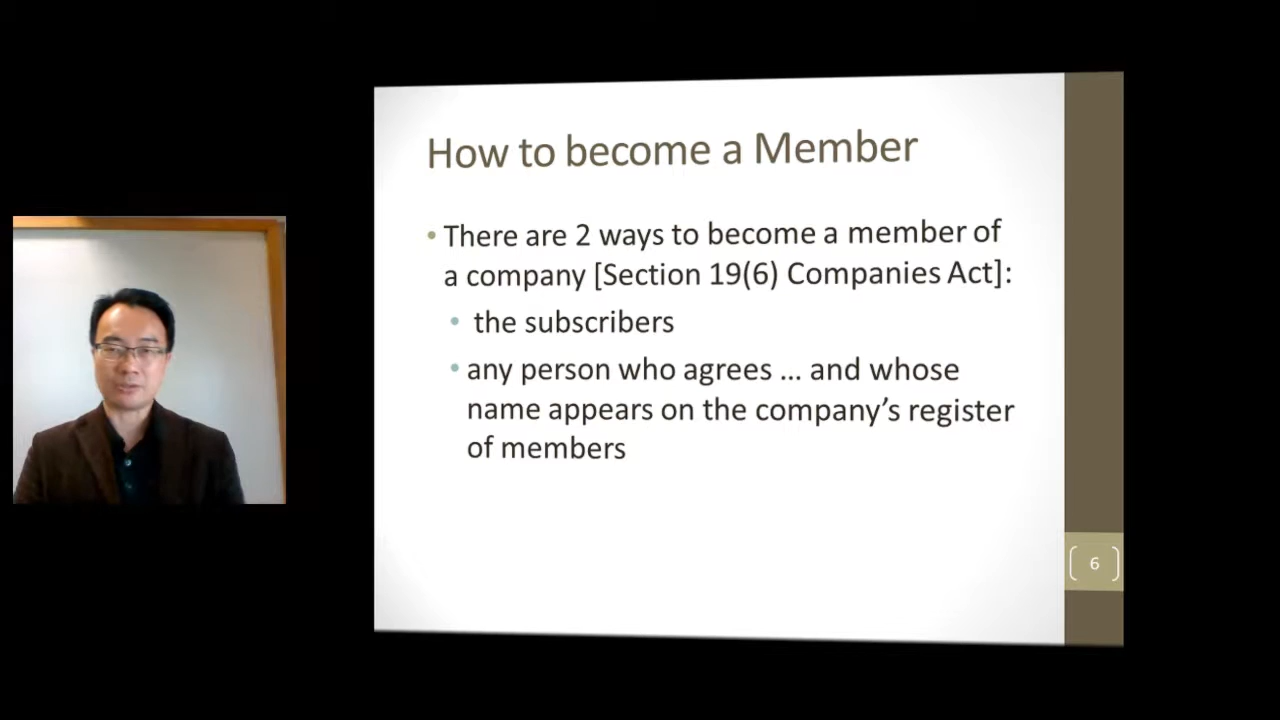 How to become a Member
• There are 2 ways to become a member of
a company [Section 19(6) Companies Act]:
• the subscribers
• any person who agrees … and whose
name appears on the company’s register
of members
6